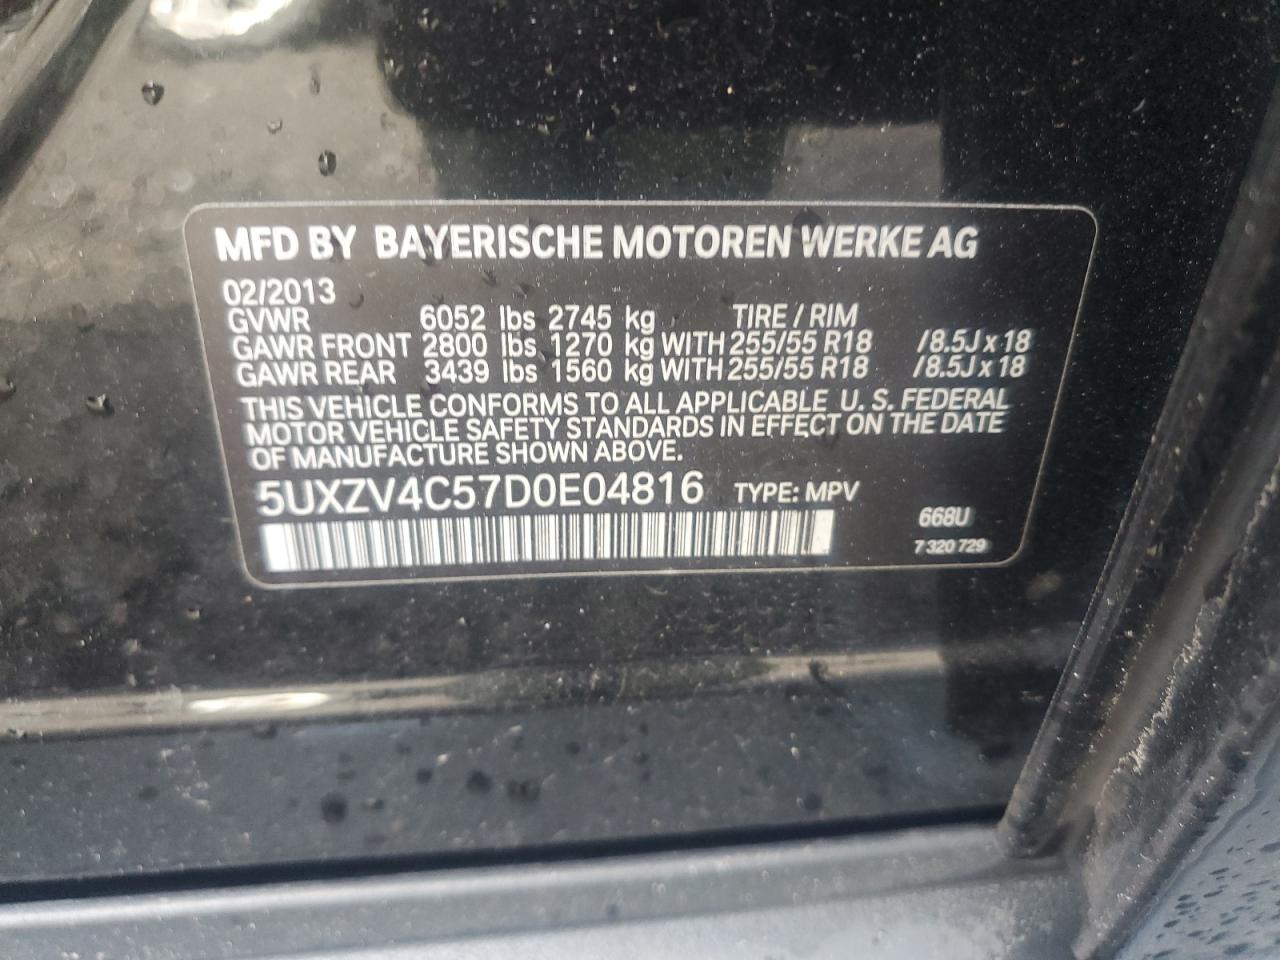 MFD BY BAYERISCHE MOTOREN WERKE AG
02/2013
GVWR 6052 lbs 2745 kg TIRE / RIM
GAWR FRONT 2800 lbs 1270 kg WITH 255/55 R18 /8.5J x 18
GAWR REAR 3439 lbs 1560 kg WITH 255/55 R18 /8.5J x 18
THIS VEHICLE CONFORMS TO ALL APPLICABLE U. S. FEDERAL
MOTOR VEHICLE SAFETY STANDARDS IN EFFECT ON THE DATE
OF MANUFACTURE SHOWN ABOVE.
5UXZV4C57D0E04816 TYPE: MPV
668U
7 320 729